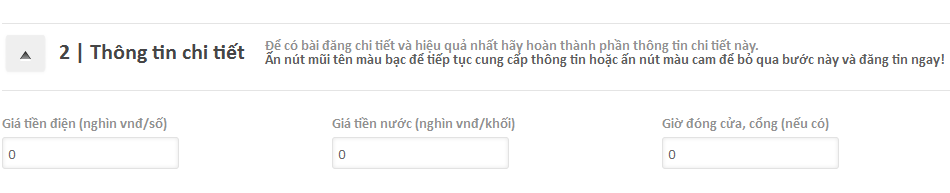 2 | Thông tin chi tiết
Để có bài đăng chi tiết và hiệu quả nhất hãy hoàn thành phần thông tin chi tiết này.
Ấn nút mũi tên màu bạc để tiếp tục cung cấp thông tin hoặc ấn nút màu cam để bỏ qua bước này và đăng tin ngay!
Giá tiền điện (nghìn vnđ/số)
Giá tiền nước (nghìn vnđ/khối)
Giờ đóng cửa, cổng (nếu có)
0
0
0